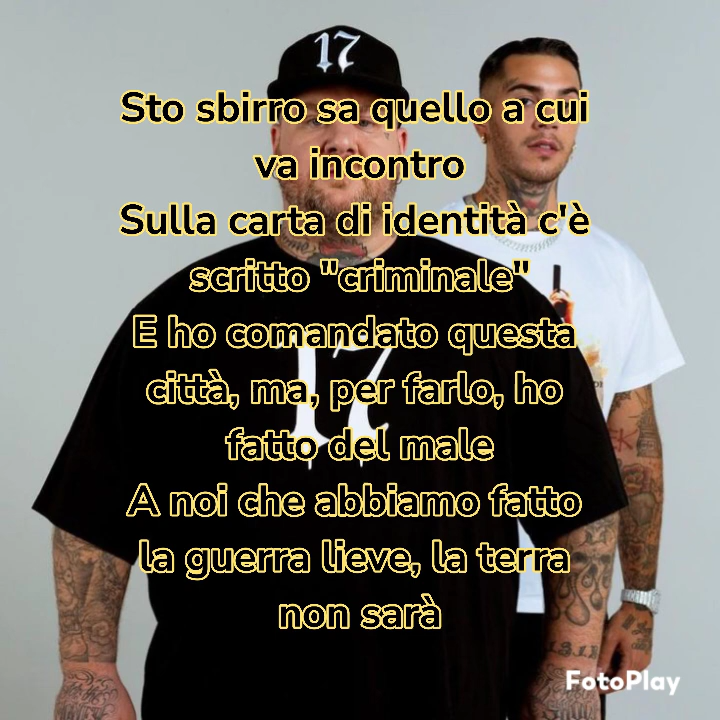 17
Sto sbirro sa quello a cui
va incontro
Sulla carta di identità c'è
scritto "criminale"
E ho comandato questa
città, ma, per farlo, ho
17
fatto del male
A noi che abbiamo fatto
la guerra lieve, la terra
non sarà
FotoPlay